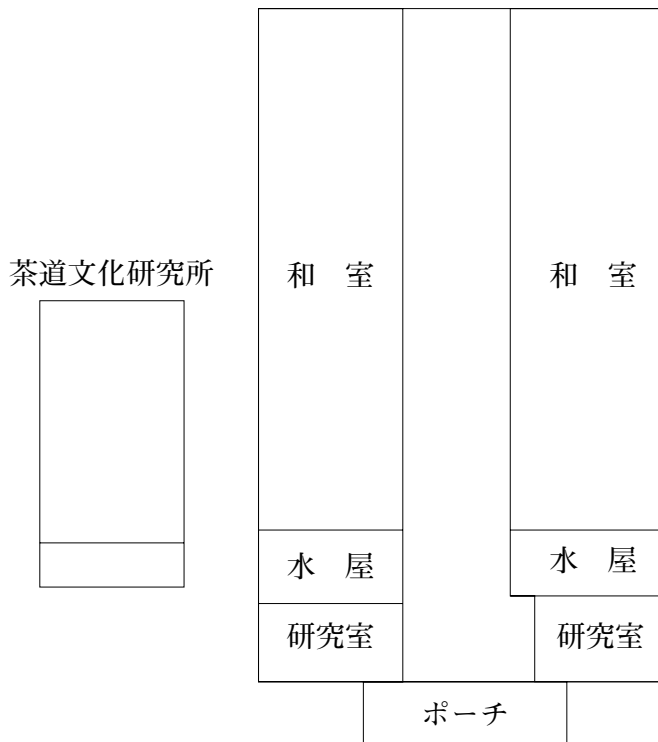 茶道文化研究所
和　室
和　室
水　屋
水　屋
研究室
研究室
ポーチ